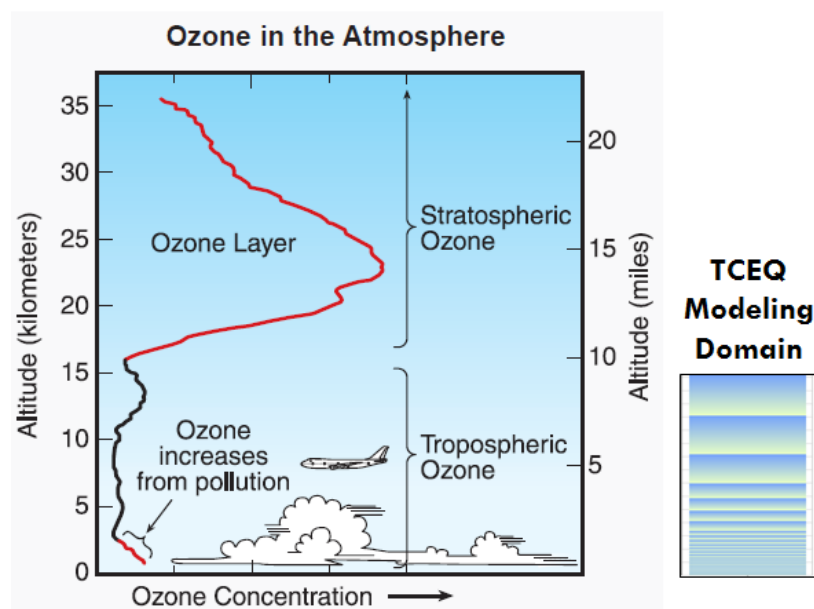 Ozone in the Atmosphere
Altitude (kilometers)
35
30
25
20
15
10
5
0
Ozone Layer
Stratospheric
Ozone
Ozone
increases
from pollution
Tropospheric
Ozone
20
15
10
5
Altitude (miles)
Ozone Concentration
TCEQ
Modeling
Domain